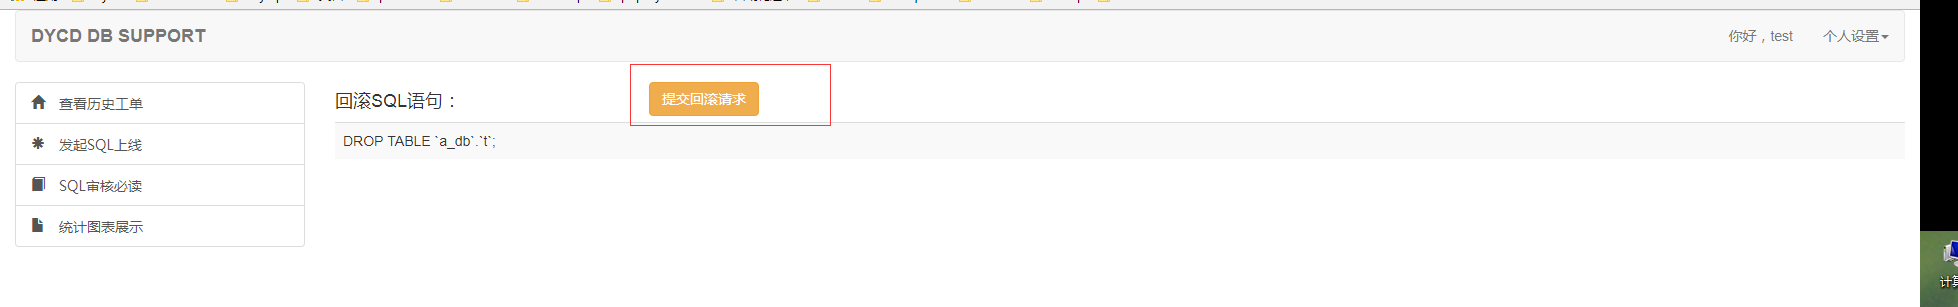 DYCD DB SUPPORT
你好，test 个人设置
查看历史工单
发起SQL上线
SQL审核必读
统计图表展示
回滚SQL语句：
提交回滚请求
DROP TABLE `a_db`.`t`;